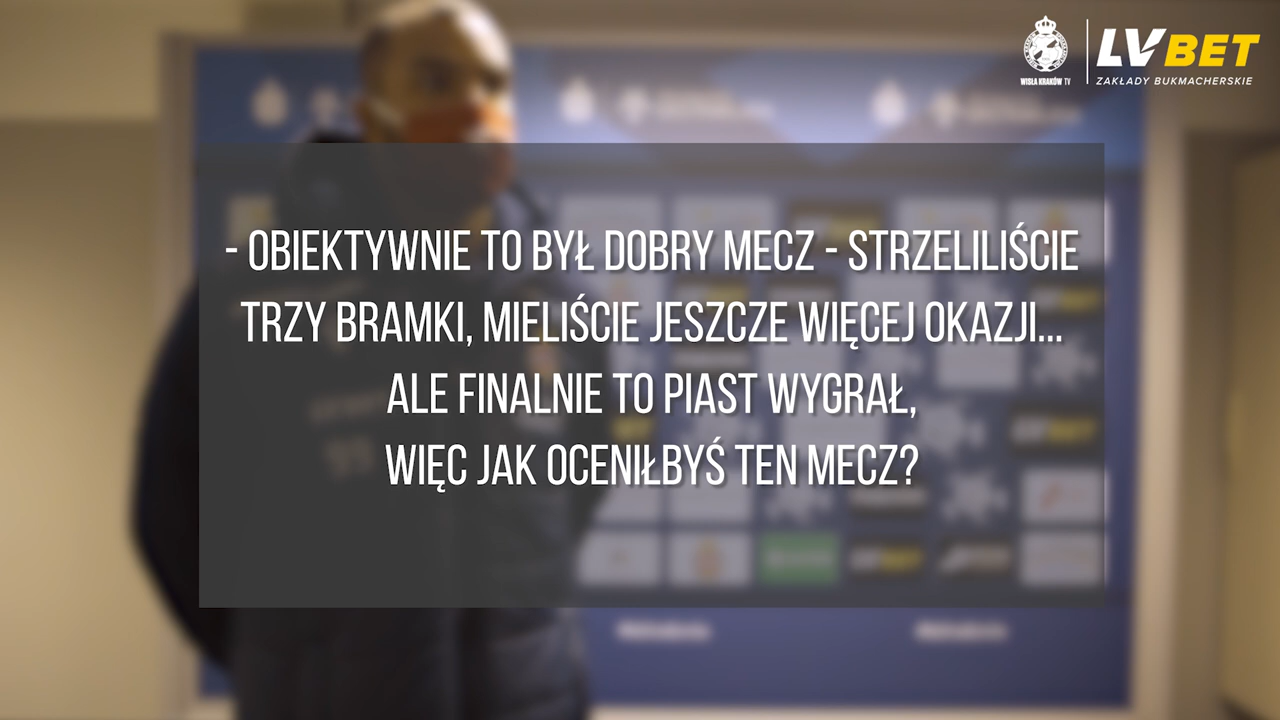 WISŁA KRAKÓW TV
LVBET
ZAKŁADY BUKMACHERSKIE
- OBIEKTYWNIE TO BYŁ DOBRY MECZ - STRZELILIŚCIE
TRZY BRAMKI, MIELIŚCIE JESZCZE WIĘCEJ OKAZJI...
ALE FINALNIE TO PIAST WYGRAŁ,
WIĘC JAK OCENIŁBYŚ TEN MECZ?